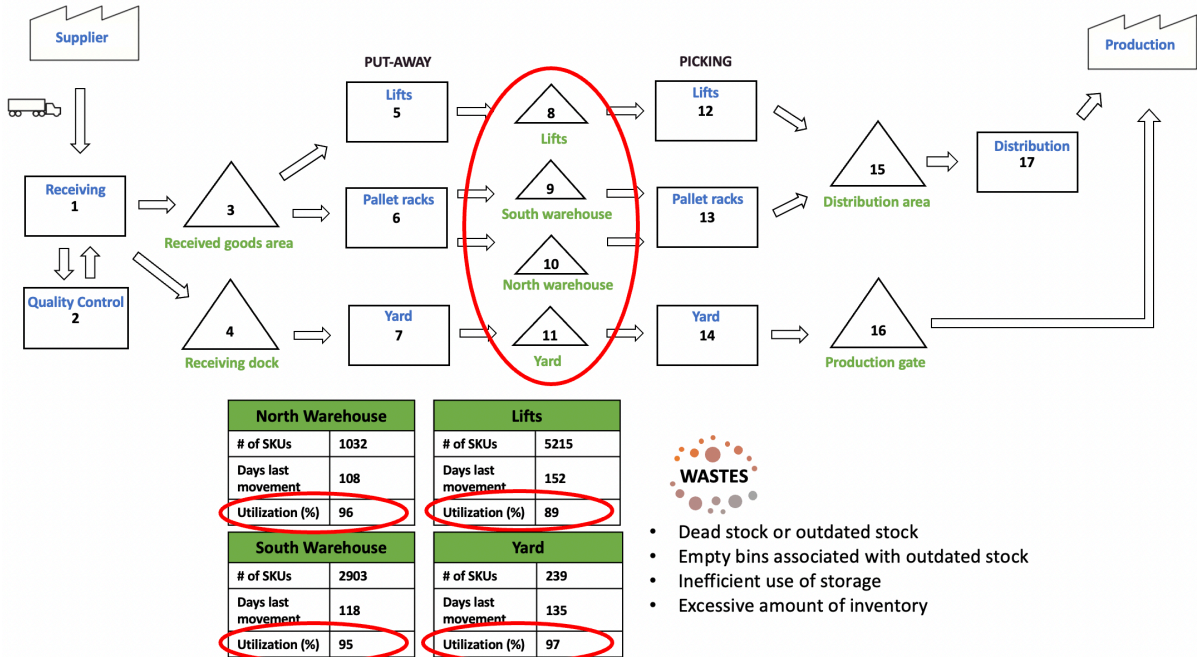 Supplier
Production
PUT-AWAY
PICKING
Lifts
5
8
Lifts
Lifts
12
Receiving
1
3
Received goods area
Pallet racks
6
9
South warehouse
10
North warehouse
Pallet racks
13
15
Distribution area
Distribution
17
Quality Control
2
4
Receiving dock
Yard
7
11
Yard
Yard
14
16
Production gate
North Warehouse
# of SKUs 1032
Days last
movement 108
Utilization (%) 96
Lifts
# of SKUs 5215
Days last
movement 152
Utilization (%) 89
South Warehouse
# of SKUs 2903
Days last
movement 118
Utilization (%) 95
Yard
# of SKUs 239
Days last
movement 135
Utilization (%) 97
WASTES
• Dead stock or outdated stock
• Empty bins associated with outdated stock
• Inefficient use of storage
• Excessive amount of inventory